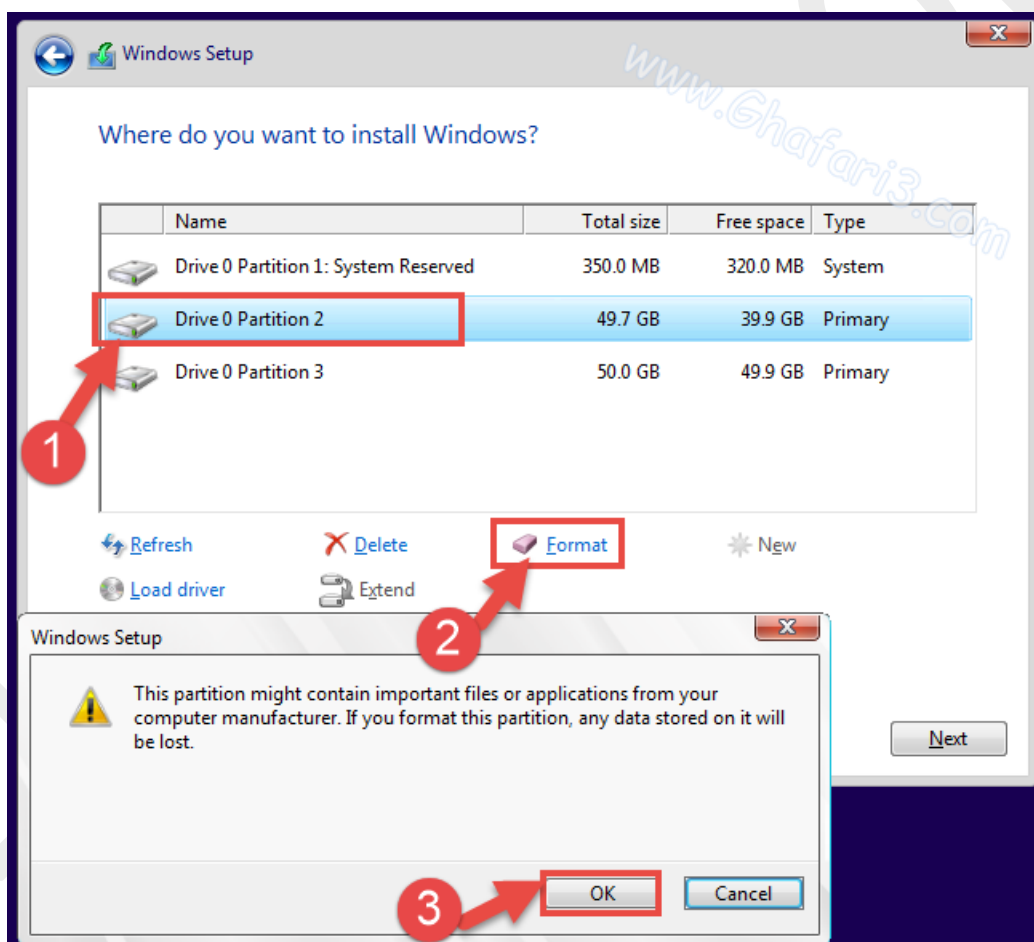 Windows Setup
www.Ghafari3.com
Where do you want to install Windows?
Name Total size Free space Type
Drive 0 Partition 1: System Reserved 350.0 MB 320.0 MB System
Drive 0 Partition 2 49.7 GB 39.9 GB Primary
Drive 0 Partition 3 50.0 GB 49.9 GB Primary
1
Refresh Delete Format New
Load driver Extend
2
Windows Setup
This partition might contain important files or applications from your
computer manufacturer. If you format this partition, any data stored on it will
be lost.
Next
OK Cancel
3